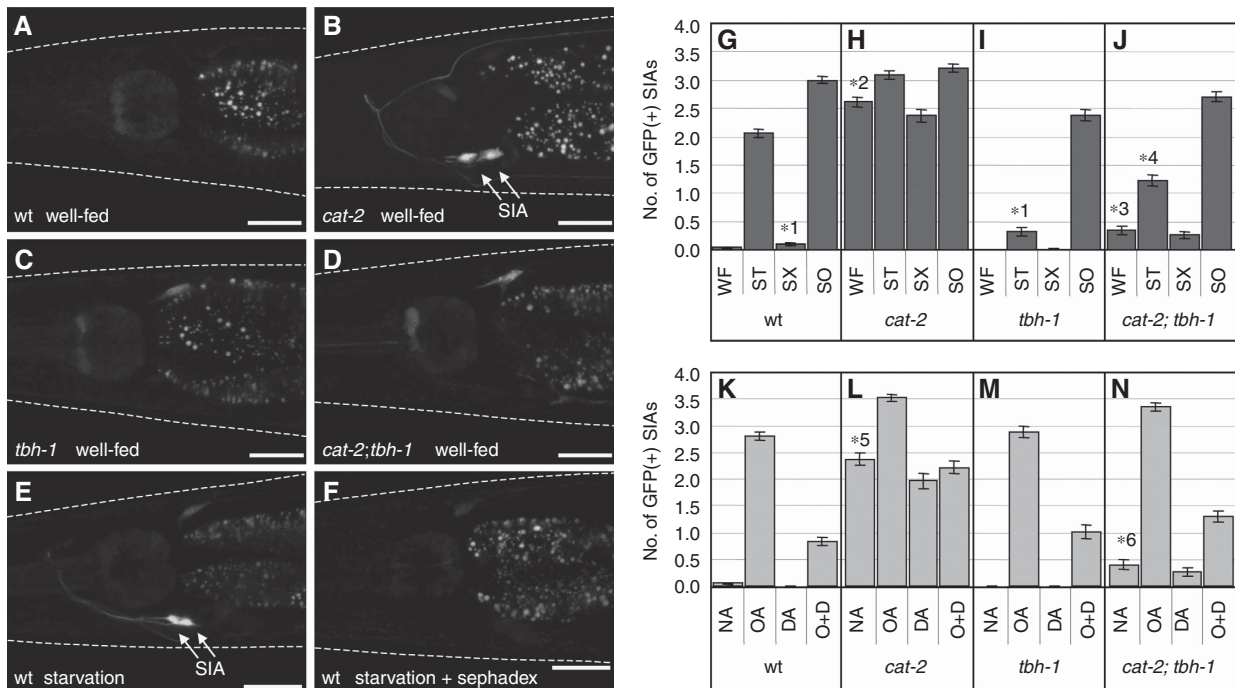 A
wt well-fed
B
SIA
cat-2 well-fed
C
tbh-1 well-fed
D
cat-2;tbh-1 well-fed
E
SIA
wt starvation
F
wt starvation + sephadex
No. of GFP(+) SIAs
4.0
3.5
3.0
2.5
2.0
1.5
1.0
0.5
0.0
G H I J
*1
*2
*1
*3
*4
WF ST SX SO WF ST SX SO WF ST SX SO WF ST SX SO
wt cat-2 tbh-1 cat-2; tbh-1
No. of GFP(+) SIAs
4.0
3.5
3.0
2.5
2.0
1.5
1.0
0.5
0.0
K L M N
*5
*6
NA OA DA O+D NA OA DA O+D NA OA DA O+D NA OA DA O+D
wt cat-2 tbh-1 cat-2; tbh-1